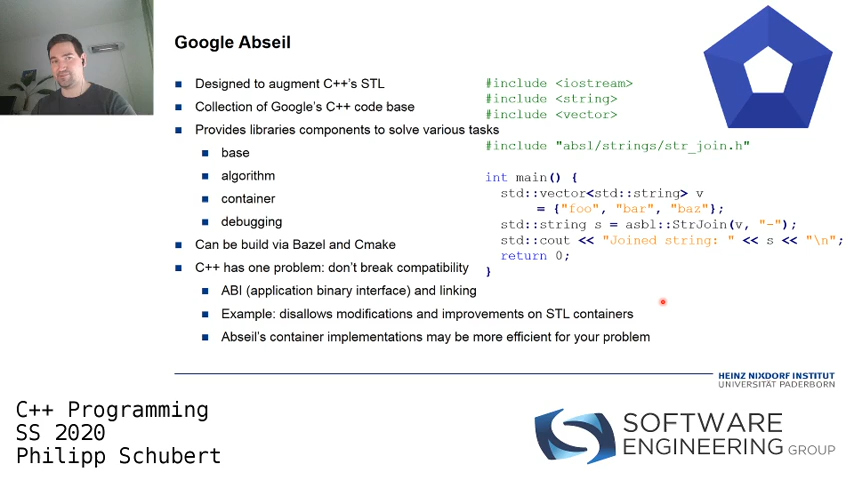 Google Abseil
Designed to augment C++'s STL
Collection of Google's C++ code base
Provides libraries components to solve various tasks
base
algorithm
container
debugging
Can be build via Bazel and Cmake
C++ has one problem: don't break compatibility
ABI (application binary interface) and linking
Example: disallows modifications and improvements on STL containers
Abseil's container implementations may be more efficient for your problem
#include <iostream>
#include <string>
#include <vector>
#include "absl/strings/str_join.h"
int main() {
std::vector<std::string> v
= {"foo", "bar", "baz"};
std::string s = asbl::StrJoin(v, "-");
std::cout << "Joined string: " << s << "\n";
return 0;
}
HEINZ NIXDORF INSTITUT
UNIVERSITÄT PADERBORN
C++ Programming
SS 2020
Philipp Schubert
SOFTWARE
ENGINEERING GROUP